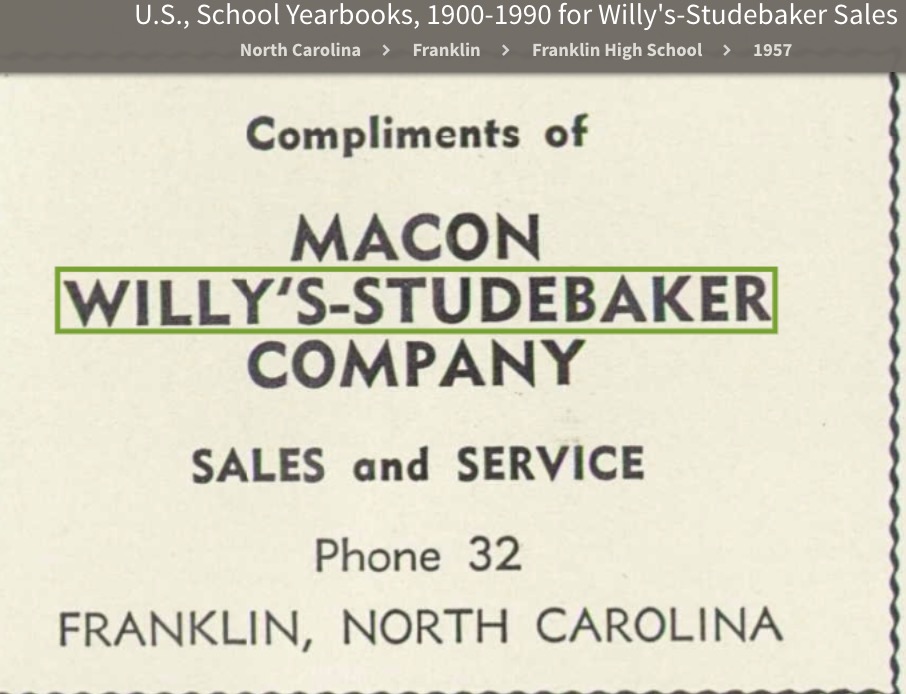 U.S., School Yearbooks, 1900-1990 for Willy's-Studebaker Sales
North Carolina > Franklin > Franklin High School > 1957
Compliments of
MACON
WILLY'S-STUDEBAKER
COMPANY
SALES and SERVICE
Phone 32
FRANKLIN, NORTH CAROLINA